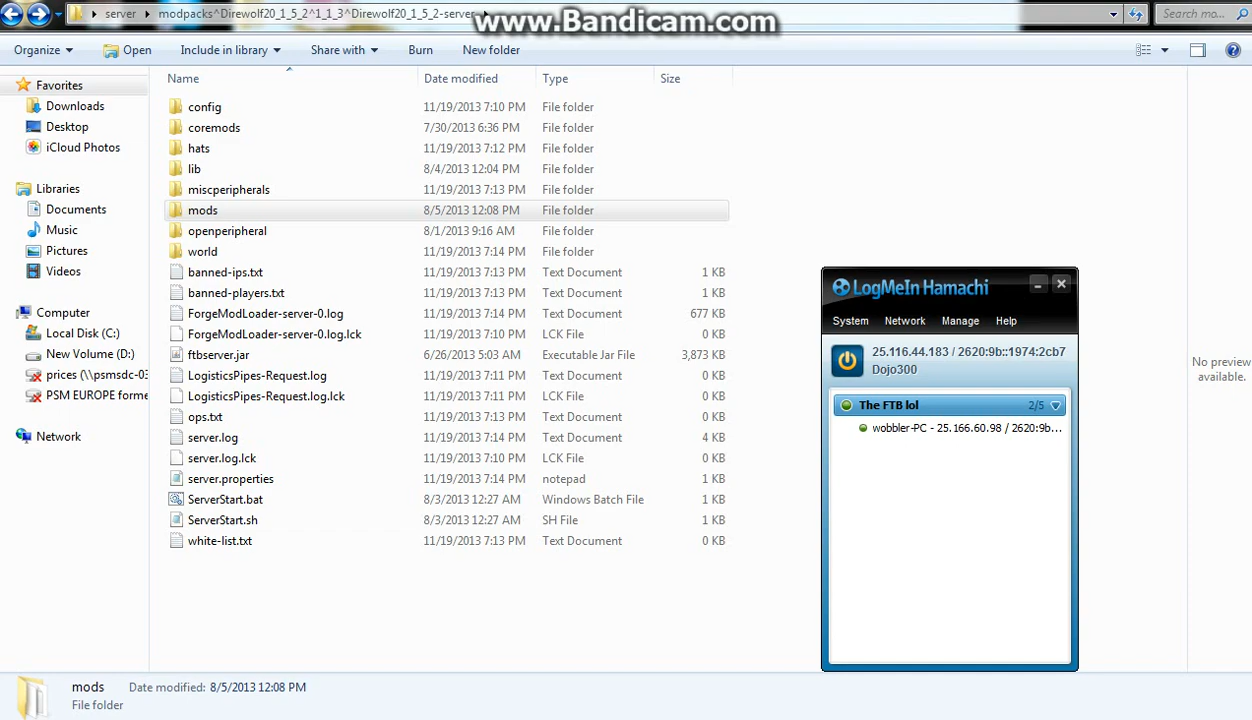 www.Bandicam.com
server modpacks^Direwolf20_1_5_2^1_1_3^Direwolf20_1_5_2-server Search mo...
Organize Open Include in library Share with Burn New folder
Name Date modified Type Size
Favorites
Downloads
Desktop
iCloud Photos
Libraries
Documents
Music
Pictures
Videos
Computer
Local Disk (C:)
New Volume (D:)
prices (\\psmsdc-03
PSM EUROPE forme
Network
config 11/19/2013 7:10 PM File folder
coremods 7/30/2013 6:36 PM File folder
hats 11/19/2013 7:12 PM File folder
lib 8/4/2013 12:04 PM File folder
miscperipherals 11/19/2013 7:13 PM File folder
mods 8/5/2013 12:08 PM File folder
openperipheral 8/1/2013 9:16 AM File folder
world 11/19/2013 7:14 PM File folder
banned-ips.txt 11/19/2013 7:13 PM Text Document 1 KB
banned-players.txt 11/19/2013 7:13 PM Text Document 1 KB
ForgeModLoader-server-0.log 11/19/2013 7:14 PM Text Document 677 KB
ForgeModLoader-server-0.log.lck 11/19/2013 7:10 PM LCK File 0 KB
ftbserver.jar 6/26/2013 5:03 AM Executable Jar File 3,873 KB
LogisticsPipes-Request.log 11/19/2013 7:11 PM Text Document 0 KB
LogisticsPipes-Request.log.lck 11/19/2013 7:11 PM LCK File 0 KB
ops.txt 11/19/2013 7:13 PM Text Document 0 KB
server.log 11/19/2013 7:14 PM Text Document 4 KB
server.log.lck 11/19/2013 7:10 PM LCK File 0 KB
server.properties 11/19/2013 7:14 PM notepad 1 KB
ServerStart.bat 8/3/2013 12:27 AM Windows Batch File 1 KB
ServerStart.sh 8/3/2013 12:27 AM SH File 1 KB
white-list.txt 11/19/2013 7:13 PM Text Document 0 KB
LogMeIn Hamachi
System Network Manage Help
25.116.44.183 / 2620:9b::1974:2cb7
Dojo300
The FTB lol 2/5
wobbler-PC - 25.166.60.98 / 2620:9b...
No preview
available.
mods Date modified: 8/5/2013 12:08 PM
File folder